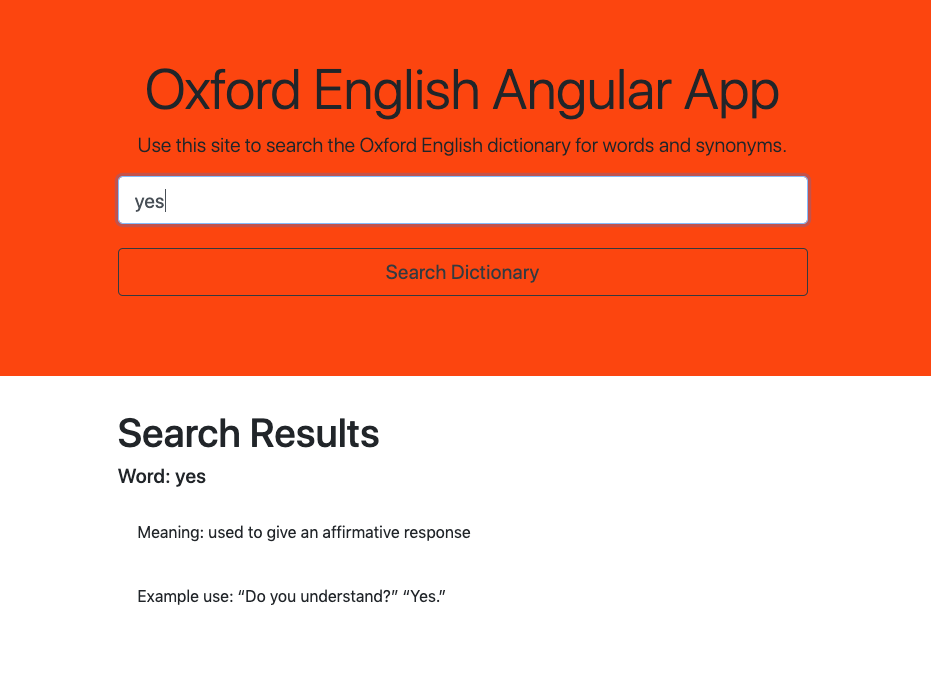 Oxford English Angular App
Use this site to search the Oxford English dictionary for words and synonyms.
yes
Search Dictionary
Search Results
Word: yes
Meaning: used to give an affirmative response
Example use: “Do you understand?” “Yes.”